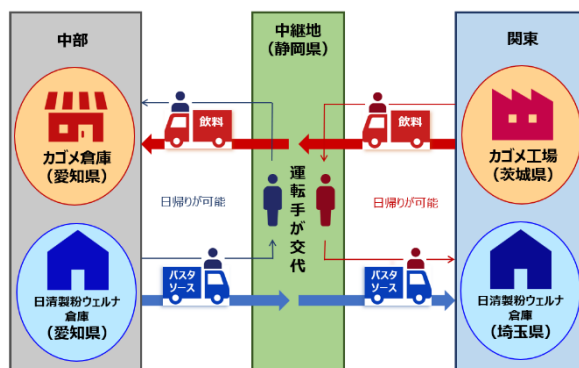 中部
中継地
（静岡県）
関東
飲料
飲料
カゴメ倉庫
（愛知県）
カゴメ工場
（茨城県）
日帰りが可能
運転手が交代
日帰りが可能
パスタ
ソース
パスタ
ソース
日清製粉ウェルナ
倉庫
（愛知県）
日清製粉ウェルナ
倉庫
（埼玉県）